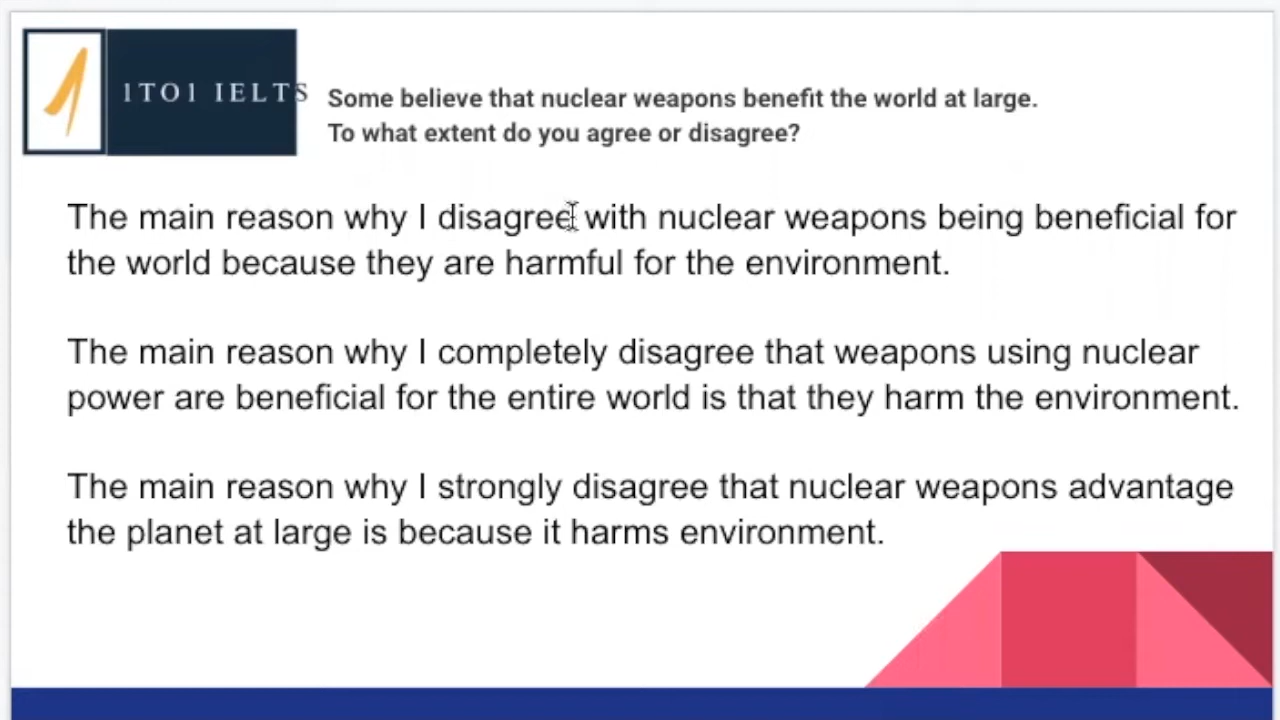 1TO1 IELTS
Some believe that nuclear weapons benefit the world at large.
To what extent do you agree or disagree?
The main reason why I disagree with nuclear weapons being beneficial for
the world because they are harmful for the environment.
The main reason why I completely disagree that weapons using nuclear
power are beneficial for the entire world is that they harm the environment.
The main reason why I strongly disagree that nuclear weapons advantage
the planet at large is because it harms environment.